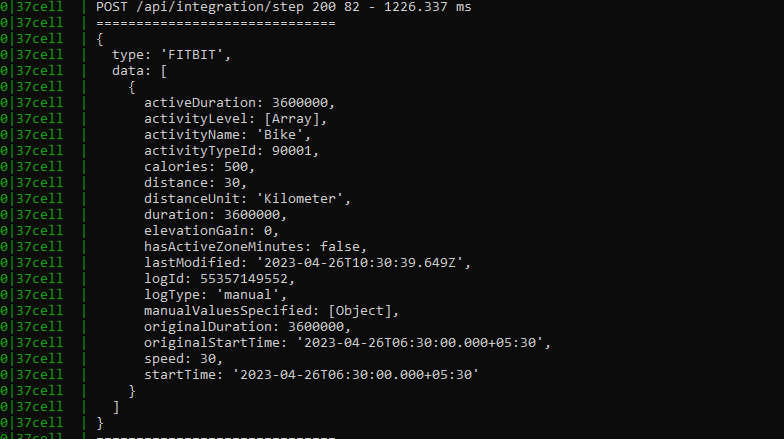 0|37cell  | POST /api/integration/step 200 82 - 1226.337 ms
0|37cell  | ==============================
0|37cell  | {
0|37cell  |   type: 'FITBIT',
0|37cell  |   data: [
0|37cell  |     {
0|37cell  |       activeDuration: 3600000,
0|37cell  |       activityLevel: [Array],
0|37cell  |       activityName: 'Bike',
0|37cell  |       activityTypeId: 90001,
0|37cell  |       calories: 500,
0|37cell  |       distance: 30,
0|37cell  |       distanceUnit: 'Kilometer',
0|37cell  |       duration: 3600000,
0|37cell  |       elevationGain: 0,
0|37cell  |       hasActiveZoneMinutes: false,
0|37cell  |       lastModified: '2023-04-26T10:30:39.649Z',
0|37cell  |       logId: 55357149552,
0|37cell  |       logType: 'manual',
0|37cell  |       manualValuesSpecified: [Object],
0|37cell  |       originalDuration: 3600000,
0|37cell  |       originalStartTime: '2023-04-26T06:30:00.000+05:30',
0|37cell  |       speed: 30,
0|37cell  |       startTime: '2023-04-26T06:30:00.000+05:30'
0|37cell  |     }
0|37cell  |   ]
0|37cell  | }
0|37cell  | ==============================